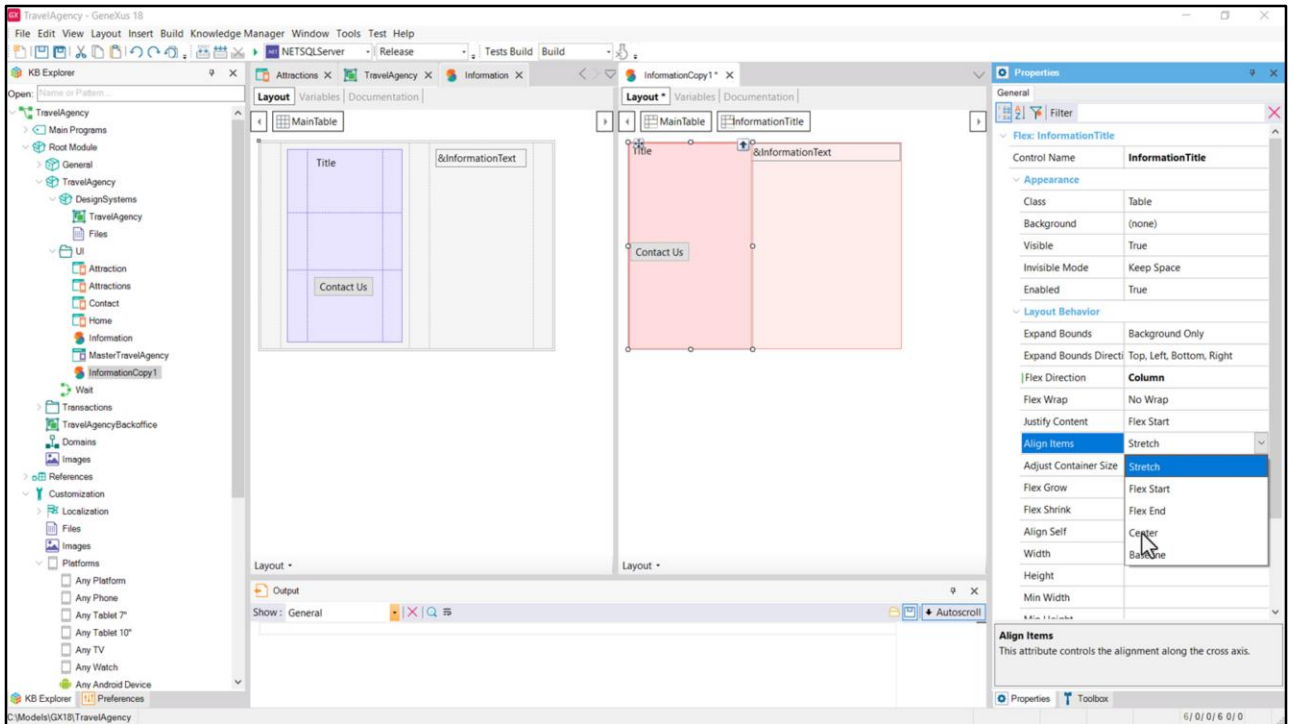 GX TravelAgency - GeneXus 18
File Edit View Layout Insert Build Knowledge Manager Window Tools Test Help
NETSQLServer Release Tests Build Build
KB Explorer
Open: Name or Pattern...
TravelAgency
Main Programs
Root Module
General
TravelAgency
DesignSystems
TravelAgency
Files
UI
Attraction
Attractions
Contact
Home
Information
MasterTravelAgency
InformationCopy1
Wait
Transactions
TravelAgencyBackoffice
Domains
Images
References
Customization
Localization
Files
Images
Platforms
Any Platform
Any Phone
Any Tablet 7"
Any Tablet 10"
Any TV
Any Watch
Any Android Device
KB Explorer Preferences
C:\Models\GX18\TravelAgency
Attractions TravelAgency Information
Layout Variables Documentation
MainTable
Title
&InformationText
Contact Us
Layout
InformationCopy1*
Layout * Variables Documentation
MainTable InformationTitle
Title
&InformationText
Contact Us
Layout
Output
Show: General Autoscroll
Properties
General
Filter
Flex: InformationTitle
Control Name InformationTitle
Appearance
Class Table
Background (none)
Visible True
Invisible Mode Keep Space
Enabled True
Layout Behavior
Expand Bounds Background Only
Expand Bounds Directi Top, Left, Bottom, Right
Flex Direction Column
Flex Wrap No Wrap
Justify Content Flex Start
Align Items Stretch
Adjust Container Size Stretch
Flex Grow Flex Start
Flex Shrink Flex End
Align Self Center
Width Baseline
Height
Min Width
Min Height
Align Items
This attribute controls the alignment along the cross axis.
Properties Toolbox
6/ 0/ 0/ 6 0/ 0